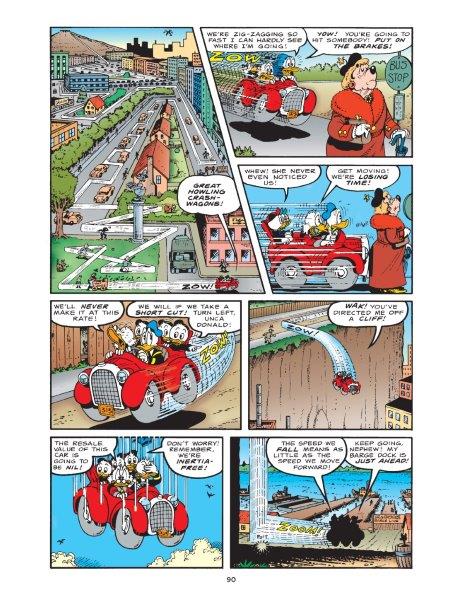 GREAT
HOWLING
CRASH-
WAGONS!
ZOW!
WE'RE ZIG-ZAGGING SO
FAST I CAN HARDLY SEE
WHERE I'M GOING!
YOW! YOU'RE GOING TO
HIT SOMEBODY! PUT ON
THE BRAKES!
ZOW!
BUS
STOP
WHEW! SHE NEVER
EVEN NOTICED
US!
GET MOVING!
WE'RE LOSING
TIME!
WE'LL NEVER
MAKE IT AT THIS
RATE!
WE WILL IF WE TAKE A
SHORT CUT! TURN LEFT,
UNCA
DONALD!
ZOW!
313
ZOW!
WAK! YOU'VE
DIRECTED ME OFF
A CLIFF!
THE RESALE
VALUE OF THIS
CAR IS
GOING TO
BE NIL!
DON'T WORRY!
REMEMBER,
WE'RE
INERTIA-
FREE!
THE SPEED WE
FALL MEANS AS
LITTLE AS THE
SPEED WE MOVE
FORWARD!
KEEP GOING,
NEPHEW! MY
BARGE DOCK IS
JUST AHEAD!
ZOOM!
90